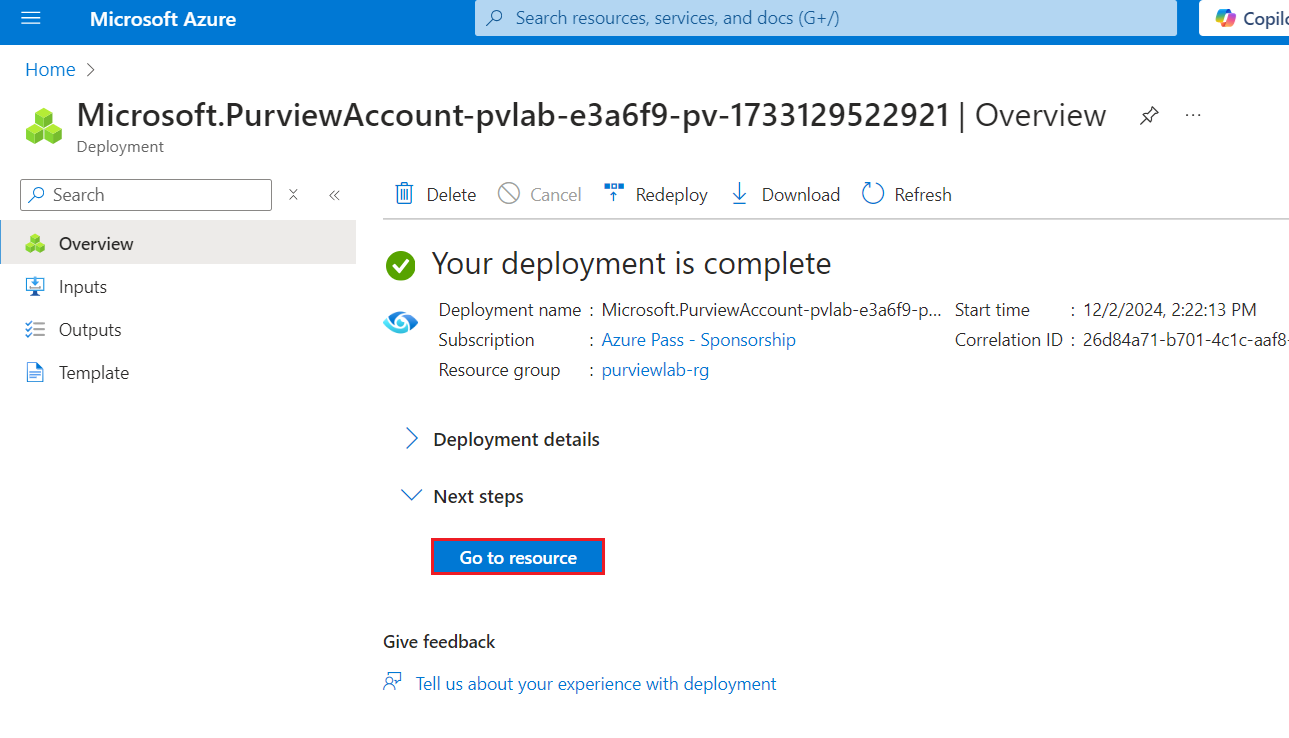 Microsoft Azure
Search resources, services, and docs (G+/)
Home
Microsoft.PurviewAccount-pvlab-e3a6f9-pv-1733129522921 | Overview
Deployment
Search
Delete
Cancel
Redeploy
Download
Refresh
Overview
Inputs
Outputs
Template
Your deployment is complete
Deployment name : Microsoft.PurviewAccount-pvlab-e3a6f9-p...
Subscription : Azure Pass - Sponsorship
Resource group : purviewlab-rg
Start time : 12/2/2024, 2:22:13 PM
Correlation ID : 26d84a71-b701-4c1c-aaf8-
Deployment details
Next steps
Go to resource
Give feedback
Tell us about your experience with deployment